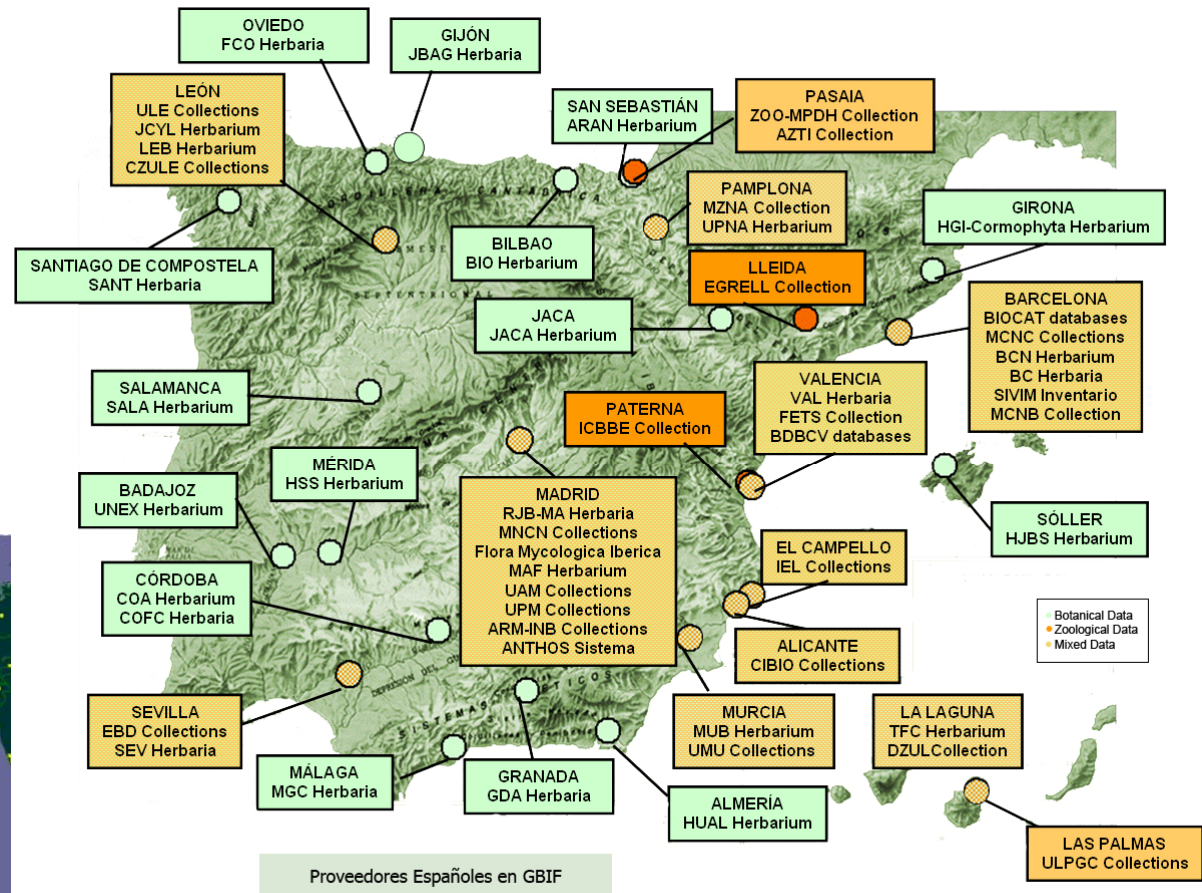 OVIEDO
FCO Herbaria
GIJÓN
JBAG Herbaria
LEÓN
ULE Collections
JCYL Herbarium
LEB Herbarium
CZULE Collections
SAN SEBASTIÁN
ARAN Herbarium
PASAIA
ZOO-MPDH Collection
AZTI Collection
PAMPLONA
MZNA Collection
UPNA Herbarium
GIRONA
HGI-Cormophyta Herbarium
SANTIAGO DE COMPOSTELA
SANT Herbaria
BILBAO
BIO Herbarium
LLEIDA
EGRELL Collection
JACA
JACA Herbarium
BARCELONA
BIOCAT databases
MCNC Collections
BCN Herbarium
BC Herbaria
SIVIM Inventario
MCNB Collection
SALAMANCA
SALA Herbarium
PATERNA
ICBBE Collection
VALENCIA
VAL Herbaria
FETS Collection
BDBCV databases
BADAJOZ
UNEX Herbarium
MÉRIDA
HSS Herbarium
MADRID
RJB-MA Herbaria
MNCN Collections
Flora Mycologica Iberica
MAF Herbarium
UAM Collections
UPM Collections
ARM-INB Collections
ANTHOS Sistema
SÓLLER
HJBS Herbarium
EL CAMPELLO
IEL Collections
CÓRDOBA
COA Herbarium
COFC Herbaria
ALICANTE
CIBIO Collections
Botanical Data
Zoological Data
Mixed Data
SEVILLA
EBD Collections
SEV Herbaria
MÁLAGA
MGC Herbaria
GRANADA
GDA Herbaria
ALMERÍA
HUAL Herbarium
MURCIA
MUB Herbarium
UMU Collections
LA LAGUNA
TFC Herbarium
DZULCollection
LAS PALMAS
ULPGC Collections
SEPTENTRIONAL
CANTÁBRICA
SISTEMAS
Proveedores Españoles en GBIF